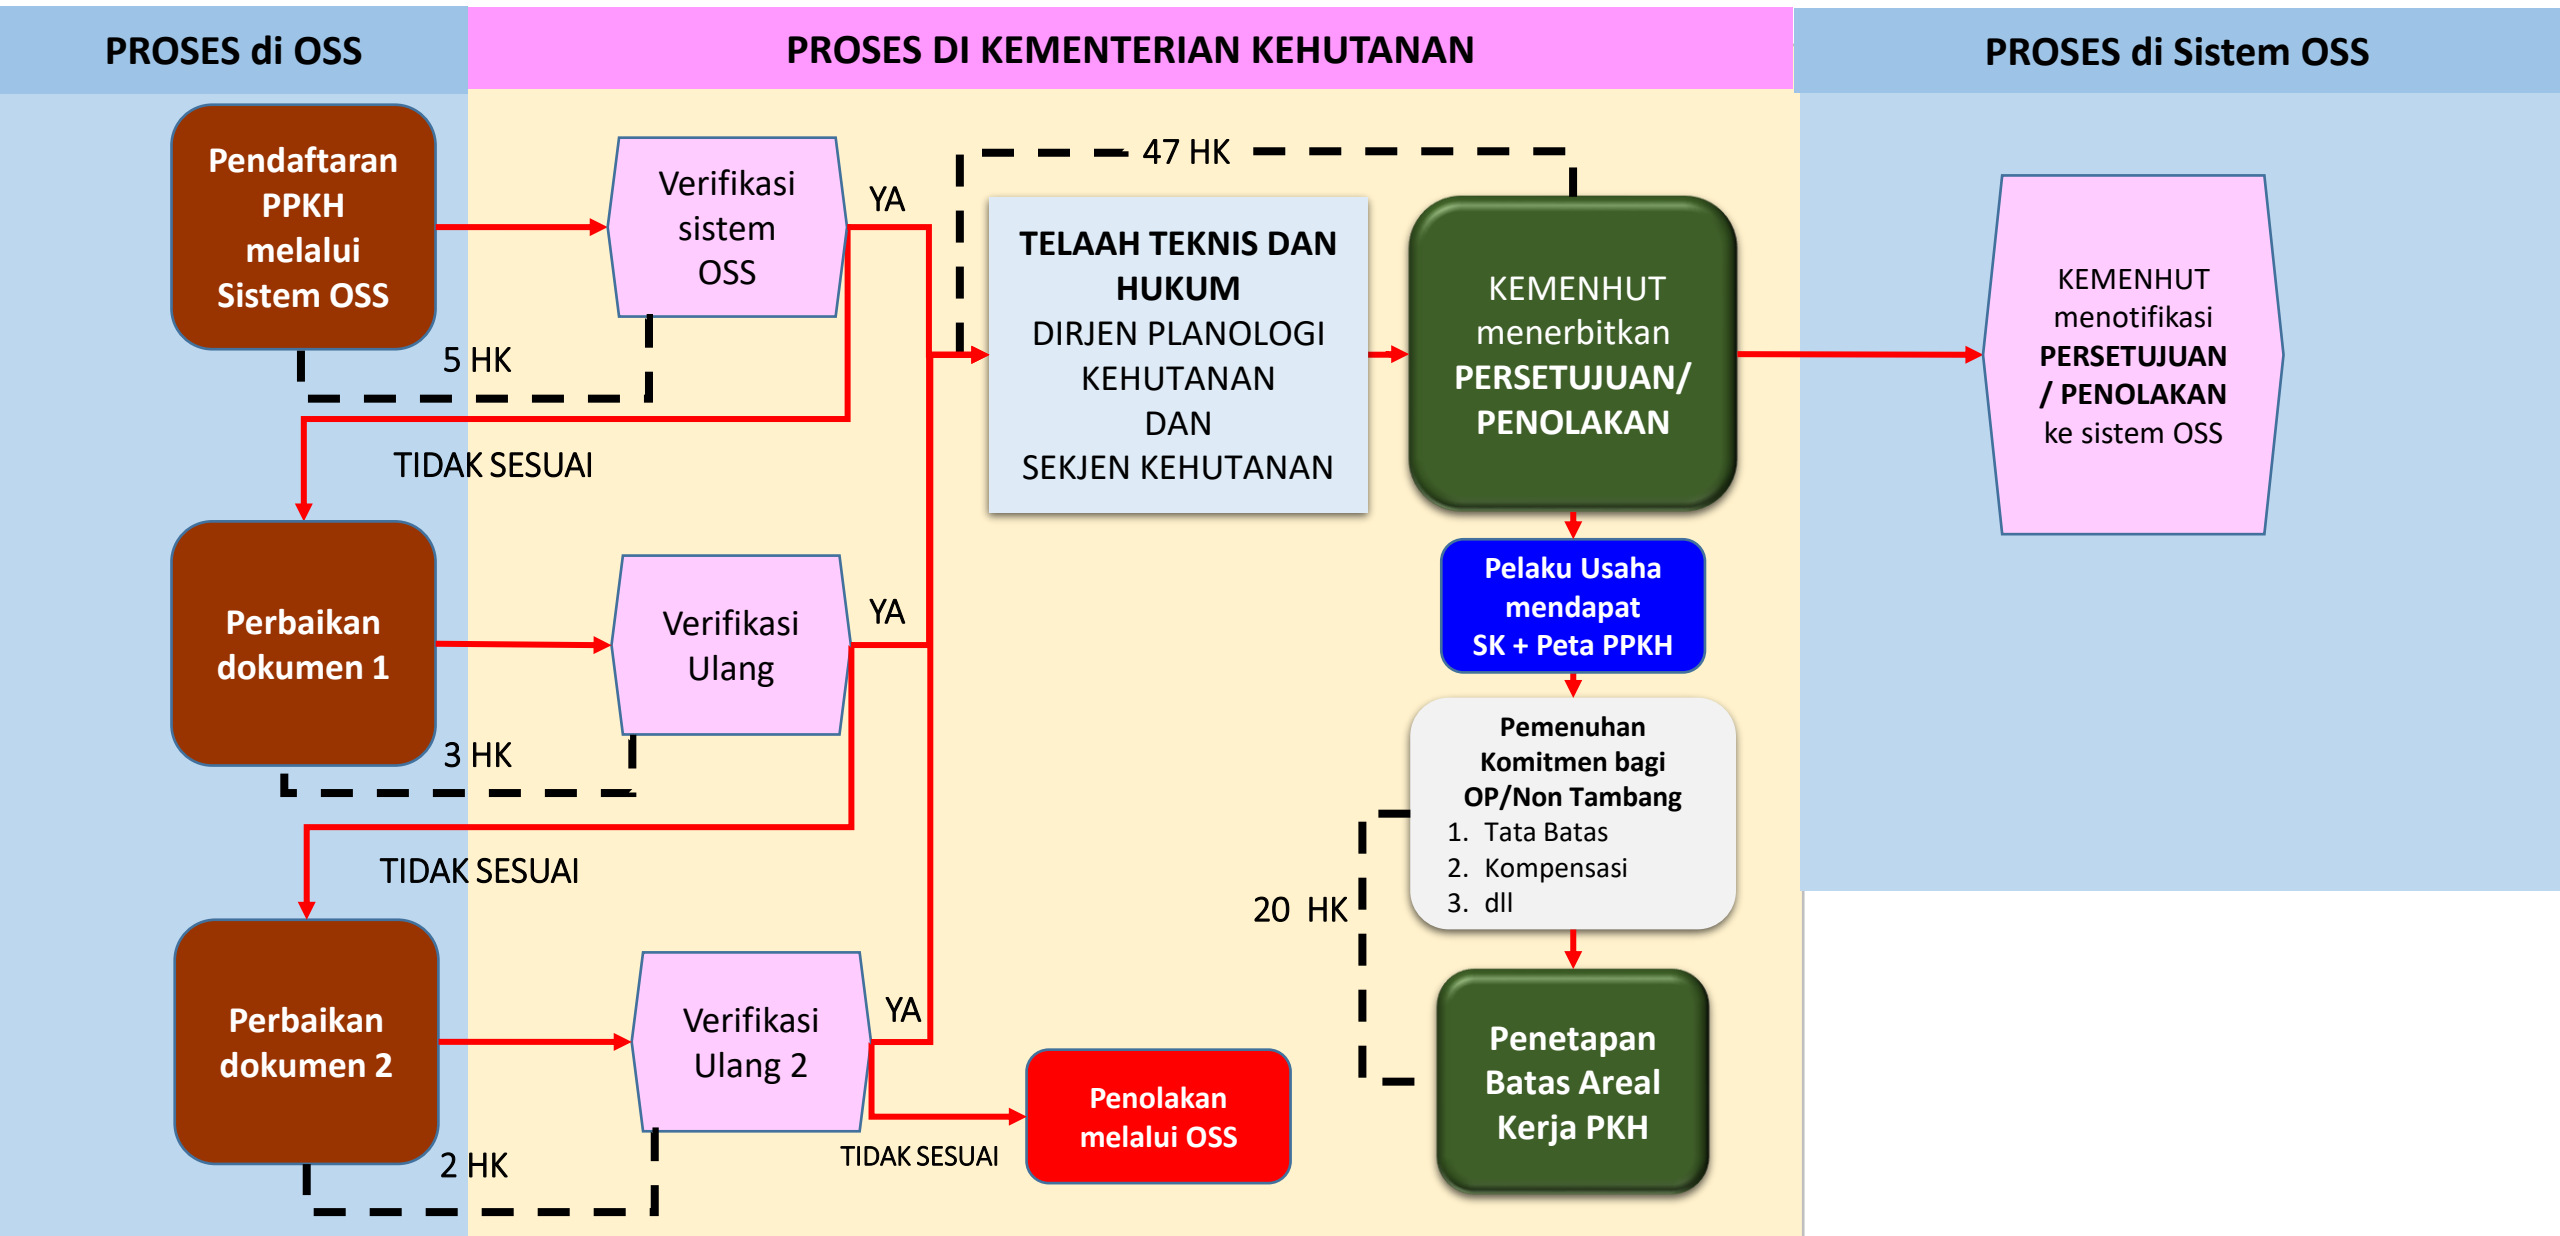 PROSES di OSS
PROSES DI KEMENTERIAN KEHUTANAN
PROSES di Sistem OSS
Pendaftaran
PPKH
melalui
Sistem OSS
Verifikasi
sistem
OSS
YA
5 HK
TIDAK SESUAI
47 HK
TELAAH TEKNIS DAN
HUKUM
DIRJEN PLANOLOGI
KEHUTANAN
DAN
SEKJEN KEHUTANAN
KEMENHUT
menerbitkan
PERSETUJUAN/
PENOLAKAN
KEMENHUT
menotifikasi
PERSETUJUAN
/ PENOLAKAN
ke sistem OSS
Perbaikan
dokumen 1
Verifikasi
Ulang
YA
3 HK
TIDAK SESUAI
Pelaku Usaha
mendapat
SK + Peta PPKH
Pemenuhan
Komitmen bagi
OP/Non Tambang
1. Tata Batas
2. Kompensasi
3. dll
20 HK
Perbaikan
dokumen 2
Verifikasi
Ulang 2
YA
2 HK
TIDAK SESUAI
Penolakan
melalui OSS
Penetapan
Batas Areal
Kerja PKH